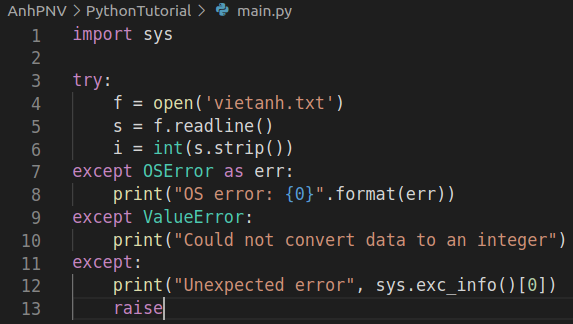 AnhPNV > PythonTutorial > main.py
1 import sys
2
3 try:
4     f = open('vietanh.txt')
5     s = f.readline()
6     i = int(s.strip())
7 except OSError as err:
8     print("OS error: {0}".format(err))
9 except ValueError:
10     print("Could not convert data to an integer")
11 except:
12     print("Unexpected error", sys.exc_info()[0])
13     raise